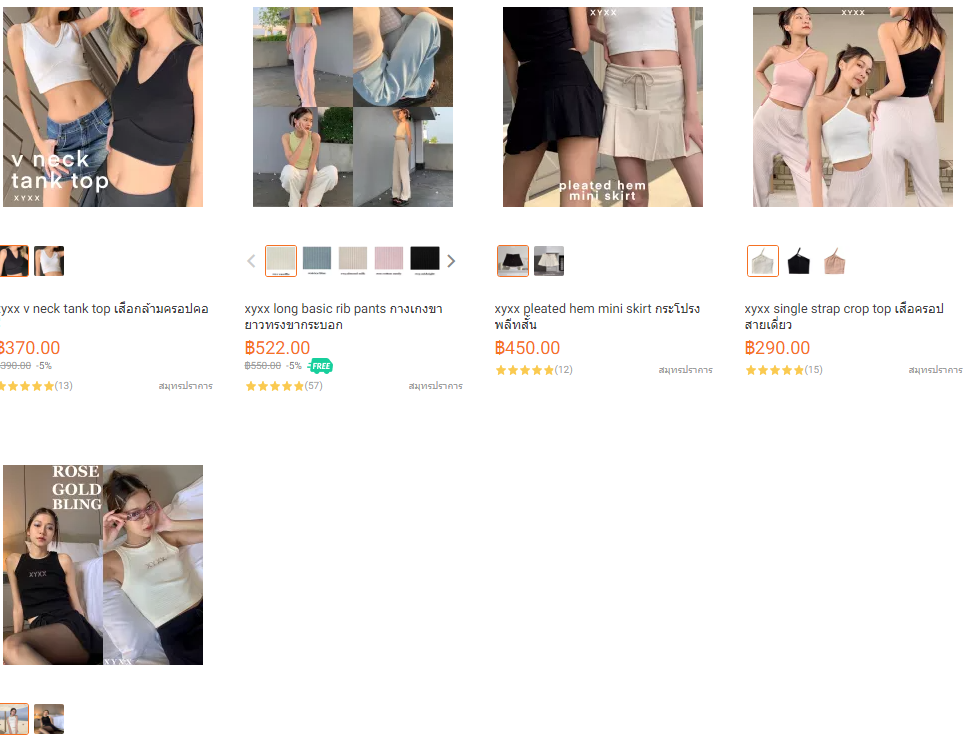 v neck
tank top
XYXX
XYXX
pleated hem
mini skirt
XYXX
xyxx v neck tank top เสื้อกล้ามครอปคอ
฿370.00
฿390.00 -5%
(13)
สมุทรปราการ
xyxx long basic rib pants กางเกงขา
ยาวทรงขากระบอก
฿522.00
฿550.00 -5% FREE
(57)
สมุทรปราการ
xyxx pleated hem mini skirt กระโปรง
พลีทสั้น
฿450.00
(12)
สมุทรปราการ
xyxx single strap crop top เสื้อครอป
สายเดี่ยว
฿290.00
(15)
สมุทรปราการ
ROSE
GOLD
BLING
XYXX
XYXX
XYXX